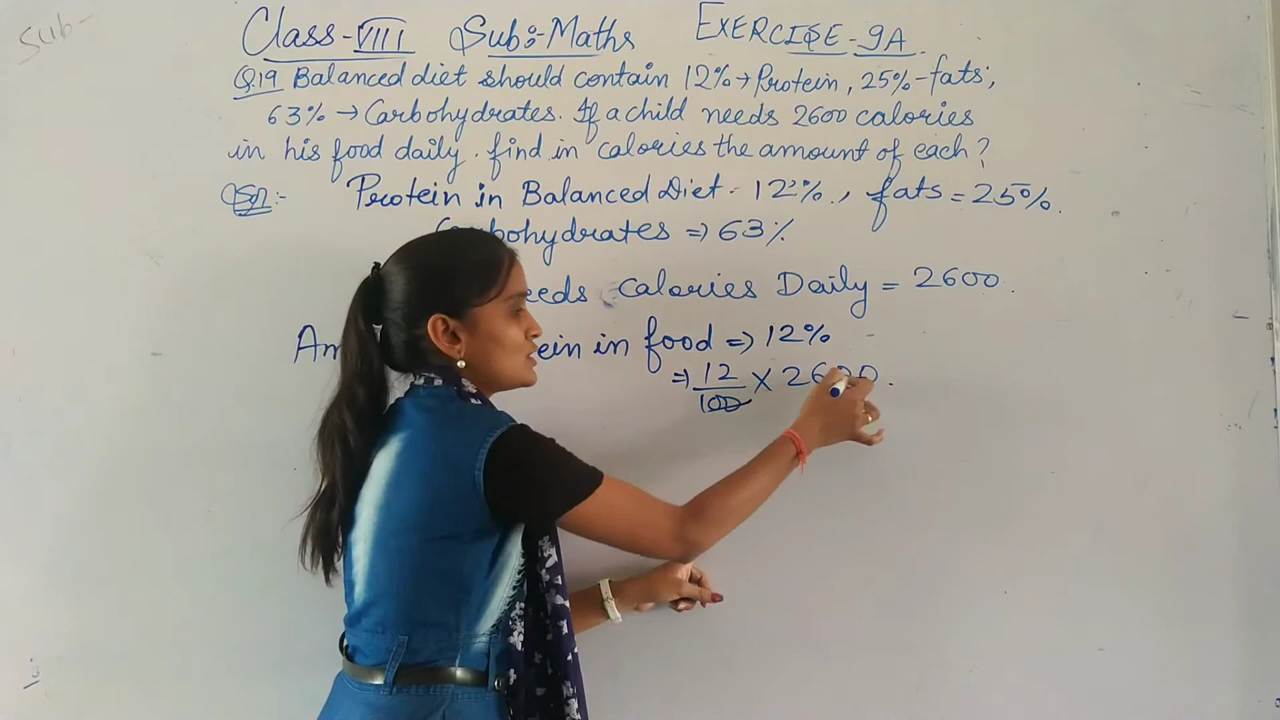 Sub-
Class-VIII Sub:-Maths EXERCISE-9A.
Q.19 Balanced diet should contain 12%→Protein, 25%-fats,
63% → Carbohydrates. If a child needs 2600 calories
in his food daily. find in calories the amount of each?
Sol:- Protein in Balanced Diet = 12%., fats = 25%.
Carbohydrates ⇒ 63%
needs calories Daily = 2600.
in food ⇒ 12%
⇒ 12/100 × 2600.